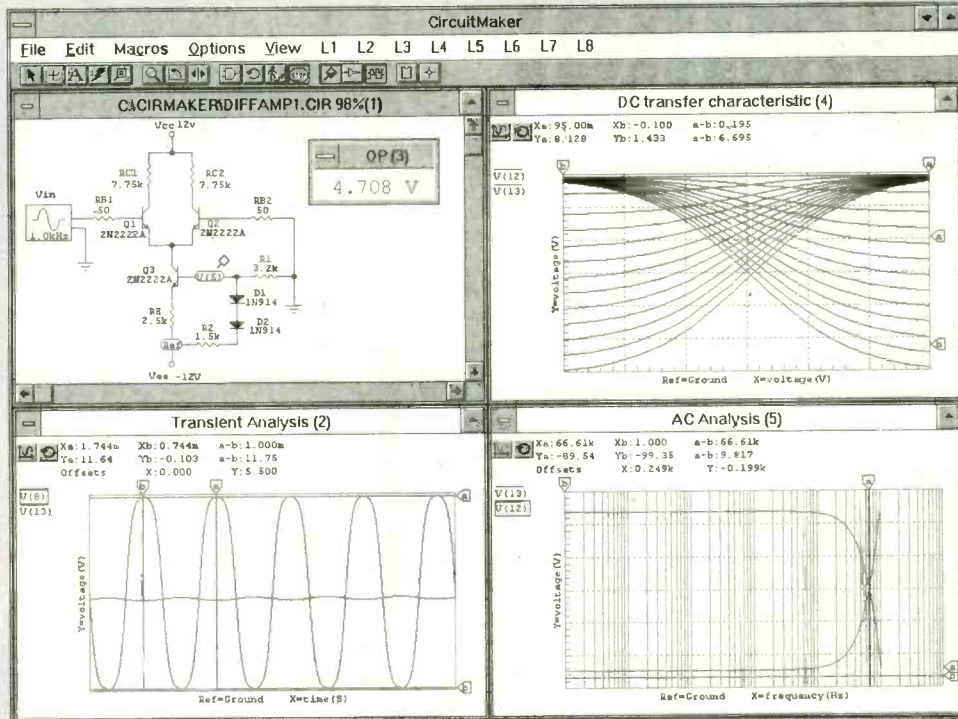 CircuitMaker
File Edit Macros Options View L1 L2 L3 L4 L5 L6 L7 L8
C:\CIRMAKER\DIFFAMP1.CIR 98%(1)
Vcc 12v
RC1
7.75k
RC2
7.75k
OP(3)
4.708 V
Vin
1.0kHz
RB1
50
RB2
50
Q1
2N2222A
Q2
2N2222A
Q3
2N2222A
V(5)
R1
3.2k
D1
1N914
D2
1N914
RE
2.5k
R2
1.5k
Ref
Vee -12V
DC transfer characteristic (4)
Xa:95.00m Xb:-0.100 a-b:0.195
Ya:8.128 Yb:1.433 a-b:6.695
V(12)
V(13)
b
a
a
b
Y=voltage(V)
Ref=Ground X=voltage(V)
Transient Analysis (2)
Xa:1.744m Xb:0.744m a-b:1.000m
Ya:11.64 Yb:-0.103 a-b:11.75
Offsets X:0.000 Y:5.500
V(8)
V(13)
b
a
a
Y=voltage(V)
Ref=Ground X=time(S)
AC Analysis (5)
Xa:66.61k Xb:1.000 a-b:66.61k
Ya:-89.54 Yb:-99.35 a-b:9.817
Offsets X:0.249k Y:-0.199k
V(13)
V(12)
b
a
Y=voltage(V)
Ref=Ground X=frequency(Hz)